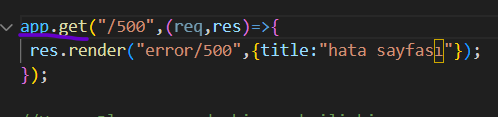 app.get("/500",(req,res)=>{
res.render("error/500",{title:"hata sayfası"});
});